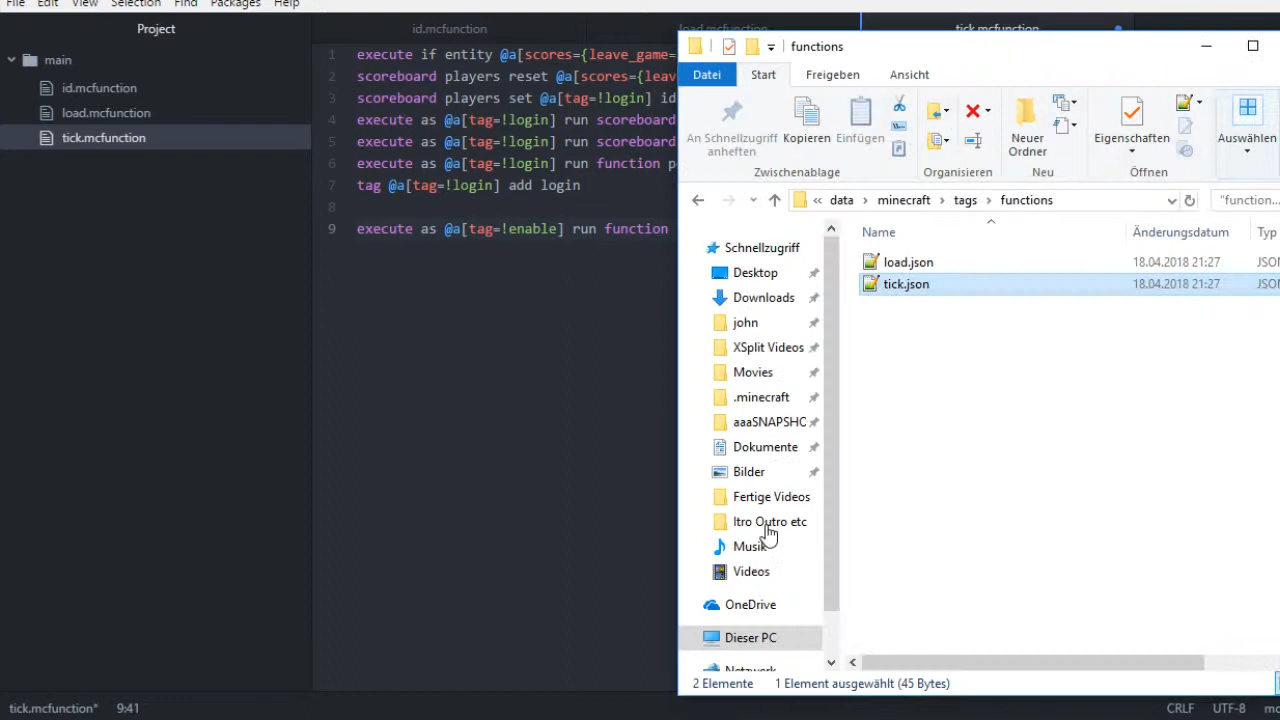 File Edit View Selection Find Packages Help
Project
main
id.mcfunction
load.mcfunction
tick.mcfunction
id.mcfunction
load.mcfunction
tick.mcfunction
1 execute if entity @a[scores={leave_game=
2 scoreboard players reset @a[scores={leav
3 scoreboard players set @a[tag=!login] id
4 execute as @a[tag=!login] run scoreboard
5 execute as @a[tag=!login] run scoreboard
6 execute as @a[tag=!login] run function p
7 tag @a[tag=!login] add login
8
9 execute as @a[tag=!enable] run function
functions
Datei Start Freigeben Ansicht
An Schnellzugriff
anheften
Kopieren
Einfügen
Zwischenablage
Organisieren
Neuer
Ordner
Neu
Eigenschaften
Öffnen
Auswählen
« data › minecraft › tags › functions
"function...
Schnellzugriff
Desktop
Downloads
john
XSplit Videos
Movies
.minecraft
aaaSNAPSHO
Dokumente
Bilder
Fertige Videos
Itro Outro etc
Musik
Videos
OneDrive
Dieser PC
Netzwerk
Name Änderungsdatum Typ
load.json 18.04.2018 21:27 JSO
tick.json 18.04.2018 21:27 JSO
2 Elemente 1 Element ausgewählt (45 Bytes)
tick.mcfunction* 9:41
CRLF UTF-8 mc